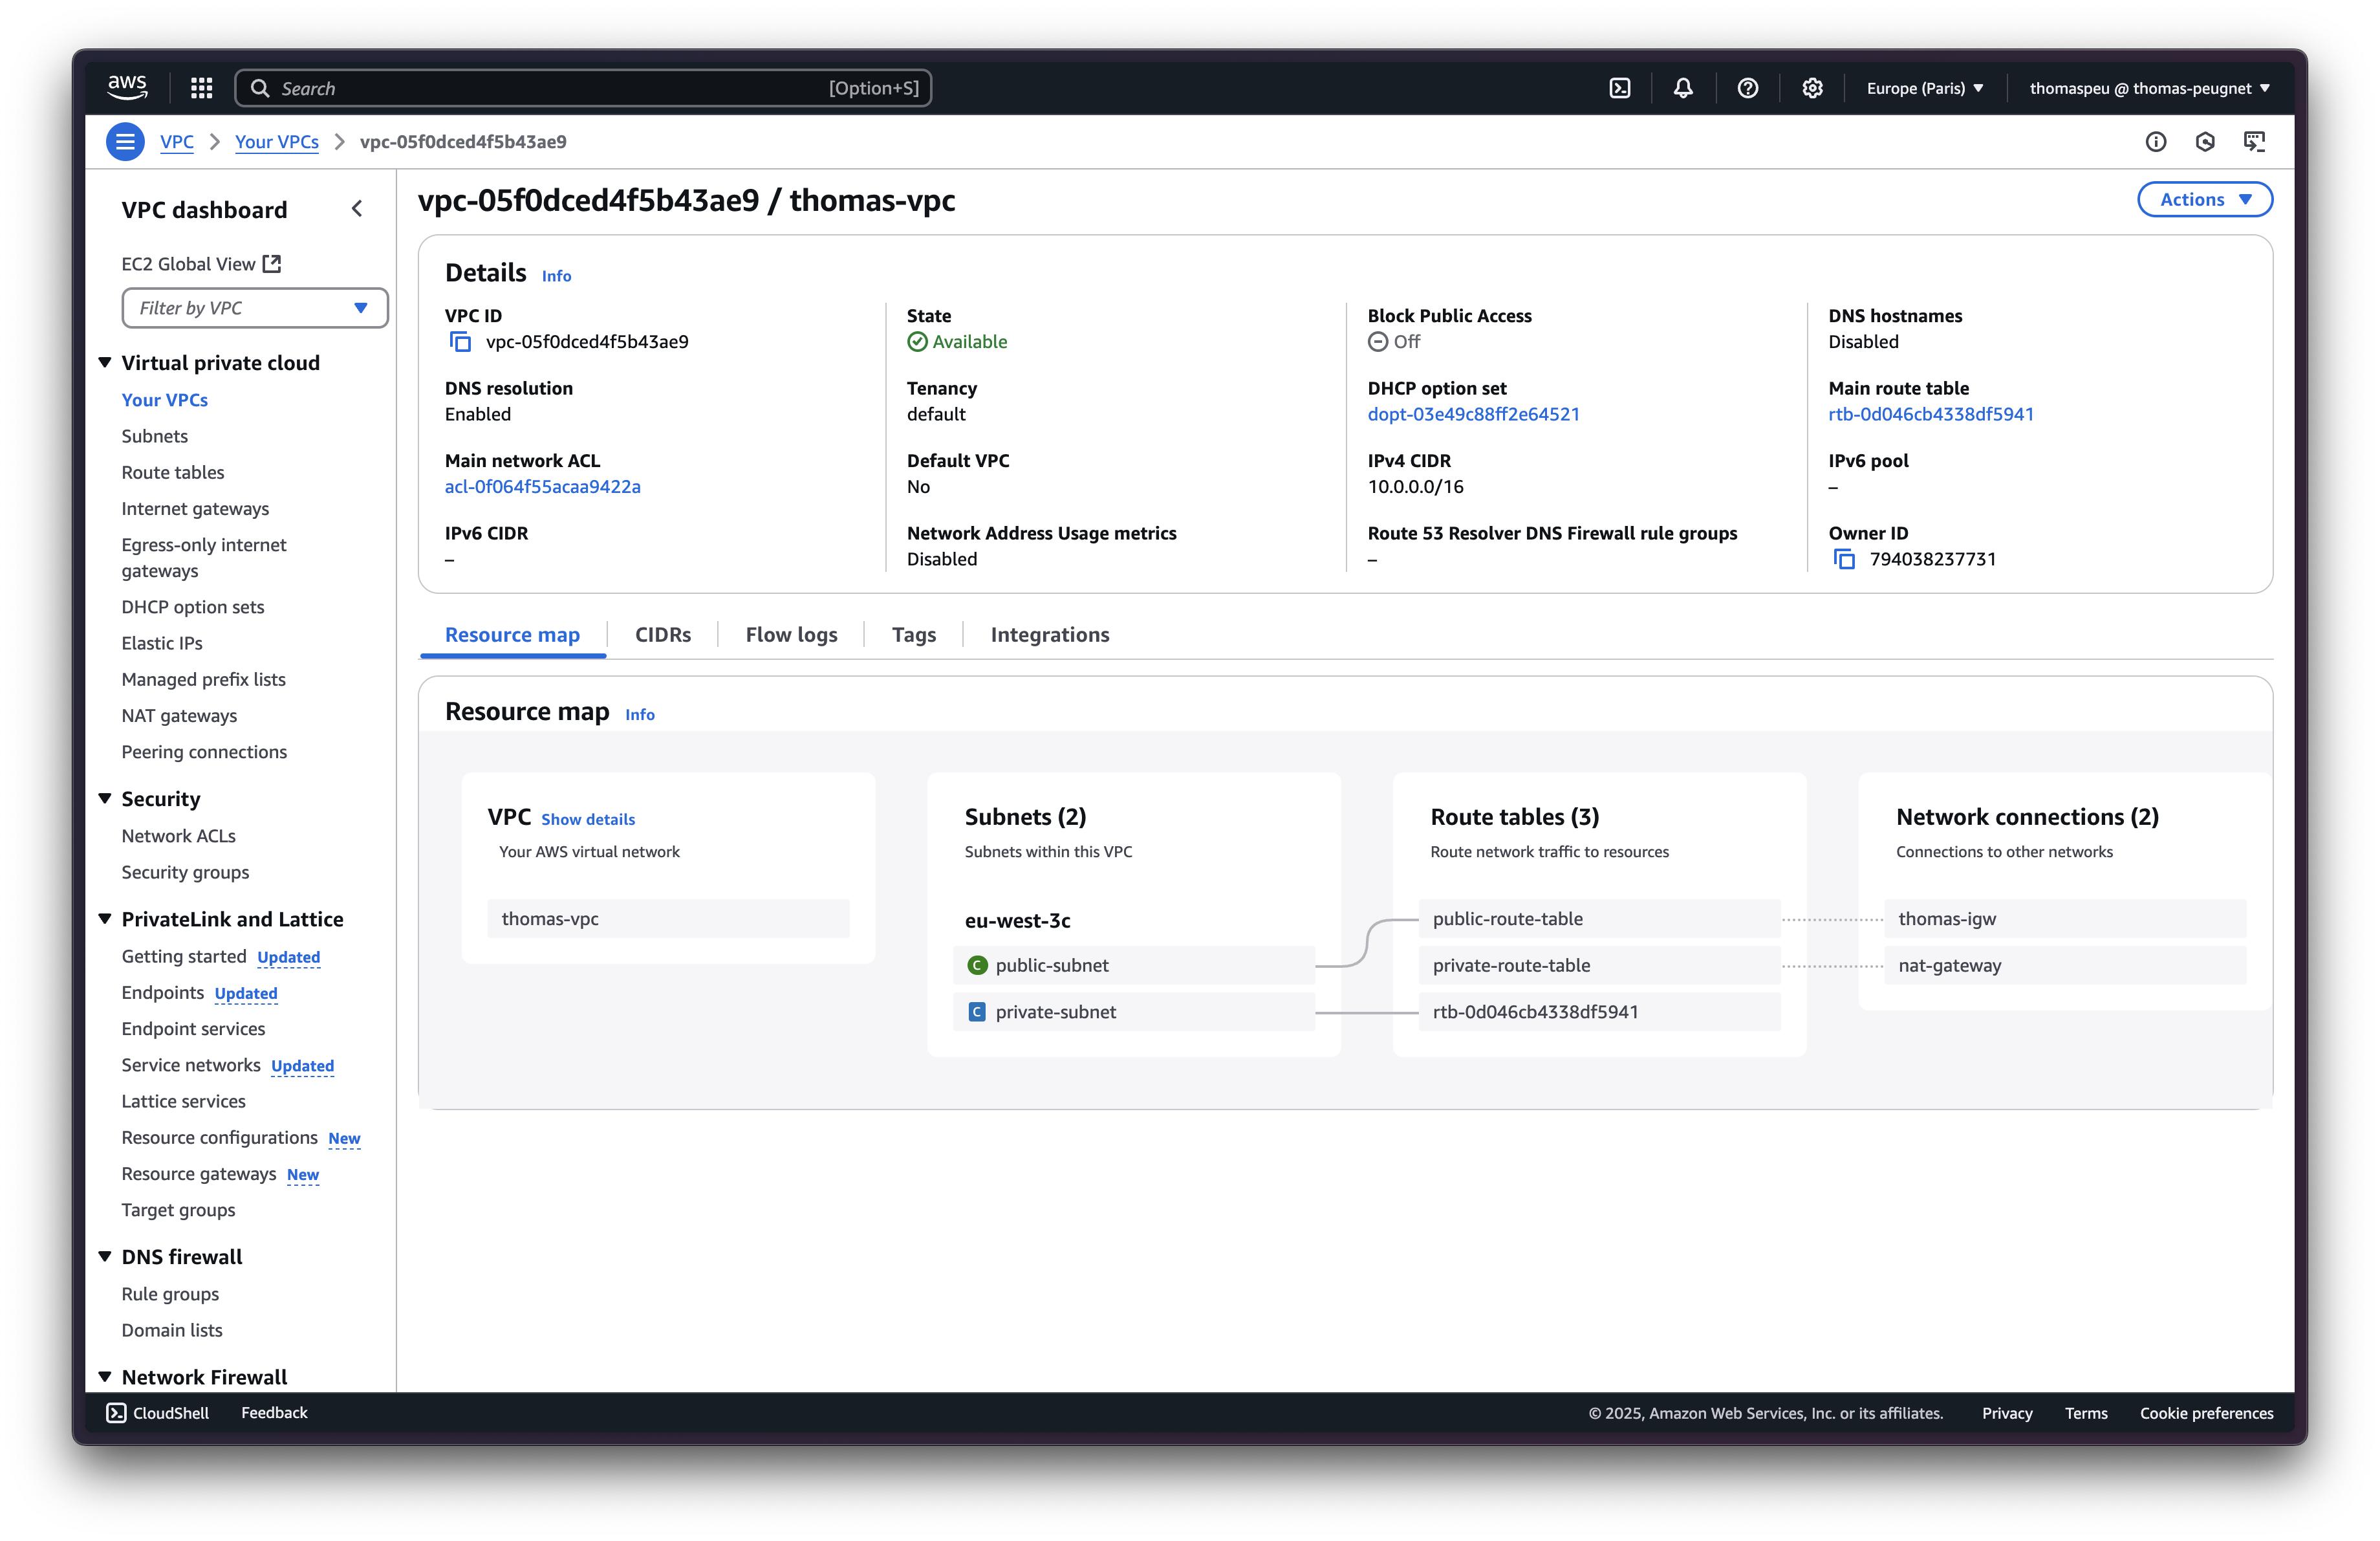 aws
Search
[Option+S]
Europe (Paris)
thomaspeu @ thomas-peugnet
VPC
Your VPCs
vpc-05f0dced4f5b43ae9
VPC dashboard
EC2 Global View
Filter by VPC
Virtual private cloud
Your VPCs
Subnets
Route tables
Internet gateways
Egress-only internet
gateways
DHCP option sets
Elastic IPs
Managed prefix lists
NAT gateways
Peering connections
Security
Network ACLs
Security groups
PrivateLink and Lattice
Getting started Updated
Endpoints Updated
Endpoint services
Service networks Updated
Lattice services
Resource configurations New
Resource gateways New
Target groups
DNS firewall
Rule groups
Domain lists
Network Firewall
vpc-05f0dced4f5b43ae9 / thomas-vpc
Actions
Details Info
VPC ID
vpc-05f0dced4f5b43ae9
State
Available
Block Public Access
Off
DNS hostnames
Disabled
DNS resolution
Enabled
Tenancy
default
DHCP option set
dopt-03e49c88ff2e64521
Main route table
rtb-0d046cb4338df5941
Main network ACL
acl-0f064f55acaa9422a
Default VPC
No
IPv4 CIDR
10.0.0.0/16
IPv6 pool
–
IPv6 CIDR
–
Network Address Usage metrics
Disabled
Route 53 Resolver DNS Firewall rule groups
–
Owner ID
794038237731
Resource map
CIDRs
Flow logs
Tags
Integrations
Resource map Info
VPC Show details
Your AWS virtual network
thomas-vpc
Subnets (2)
Subnets within this VPC
eu-west-3c
C public-subnet
C private-subnet
Route tables (3)
Route network traffic to resources
public-route-table
private-route-table
rtb-0d046cb4338df5941
Network connections (2)
Connections to other networks
thomas-igw
nat-gateway
CloudShell
Feedback
© 2025, Amazon Web Services, Inc. or its affiliates.
Privacy
Terms
Cookie preferences